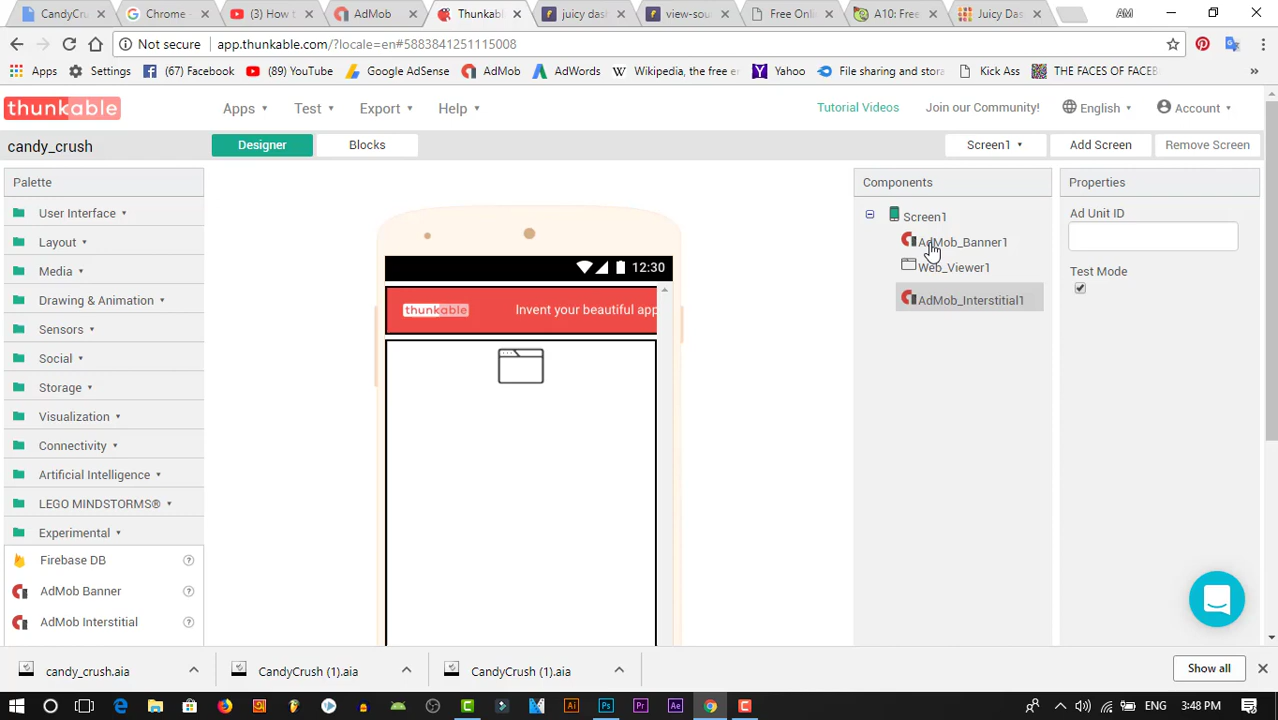 CandyCrus
Chrome -
(3) How t
AdMob
Thunkable
juicy das
view-sou
Free Onli
A10: Free
Juicy Das
AM
Not secure
app.thunkable.com/?locale=en#5883841251115008
Apps
Settings
(67) Facebook
(89) YouTube
Google AdSense
AdMob
AdWords
Wikipedia, the free e
Yahoo
File sharing and stora
Kick Ass
THE FACES OF FACEB
»
thunkable
Apps
Test
Export
Help
Tutorial Videos
Join our Community!
English
Account
candy_crush
Designer
Blocks
Screen1
Add Screen
Remove Screen
Palette
User Interface
Layout
Media
Drawing & Animation
Sensors
Social
Storage
Visualization
Connectivity
Artificial Intelligence
LEGO MINDSTORMS®
Experimental
Firebase DB
AdMob Banner
AdMob Interstitial
12:30
thunkable
Invent your beautiful app
Components
Screen1
AdMob_Banner1
Web_Viewer1
AdMob_Interstitial1
Properties
Ad Unit ID
Test Mode
candy_crush.aia
CandyCrush (1).aia
CandyCrush (1).aia
Show all
ENG
3:48 PM